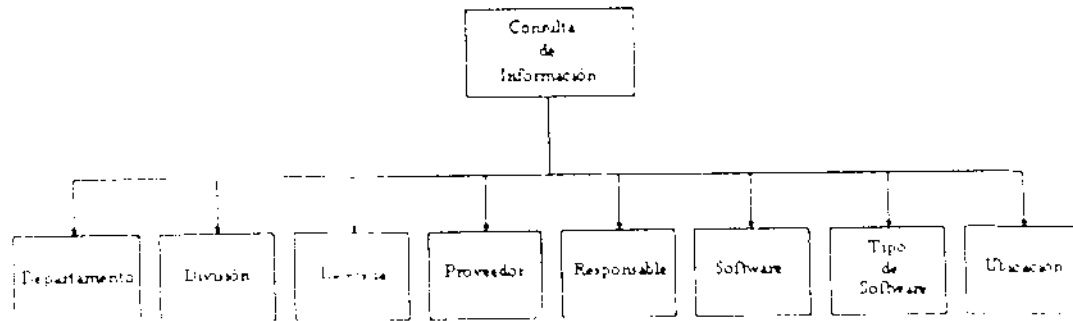 Consulta
de
Información
Departamento
División
Proveedor
Responsable
Software
Tipo
de
Software
Ubicación